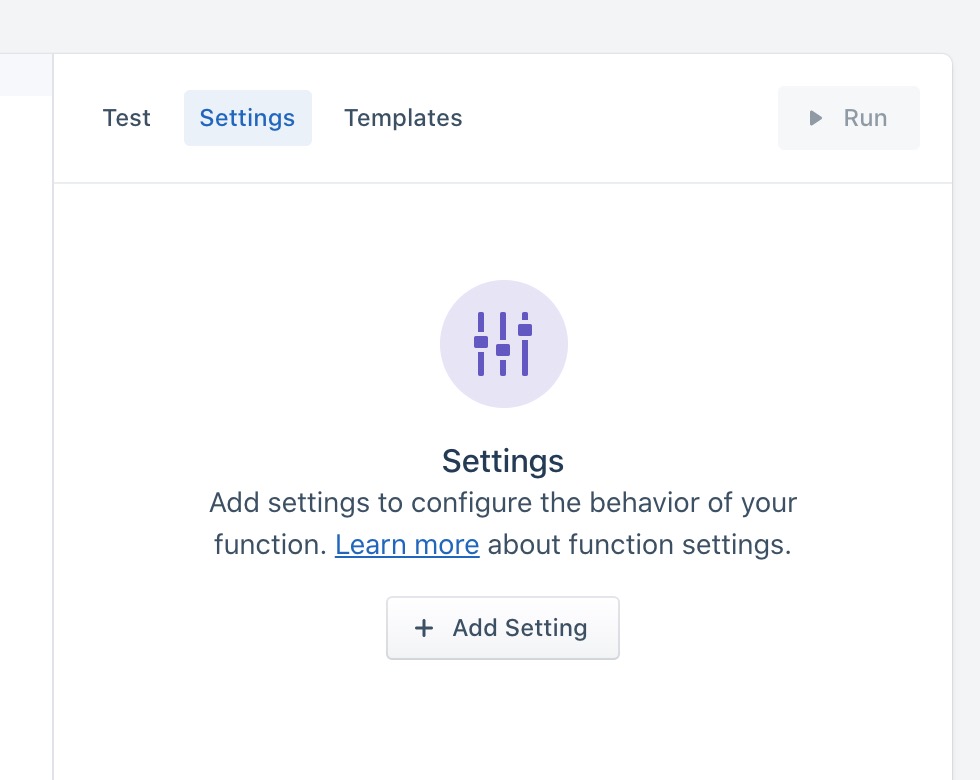 Test Settings Templates Run
Settings
Add settings to configure the behavior of your
function. Learn more about function settings.
+ Add Setting